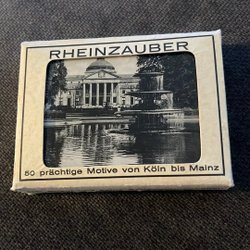 RHEINZAUBER
50 prächtige Motive von Köln bis Mainz